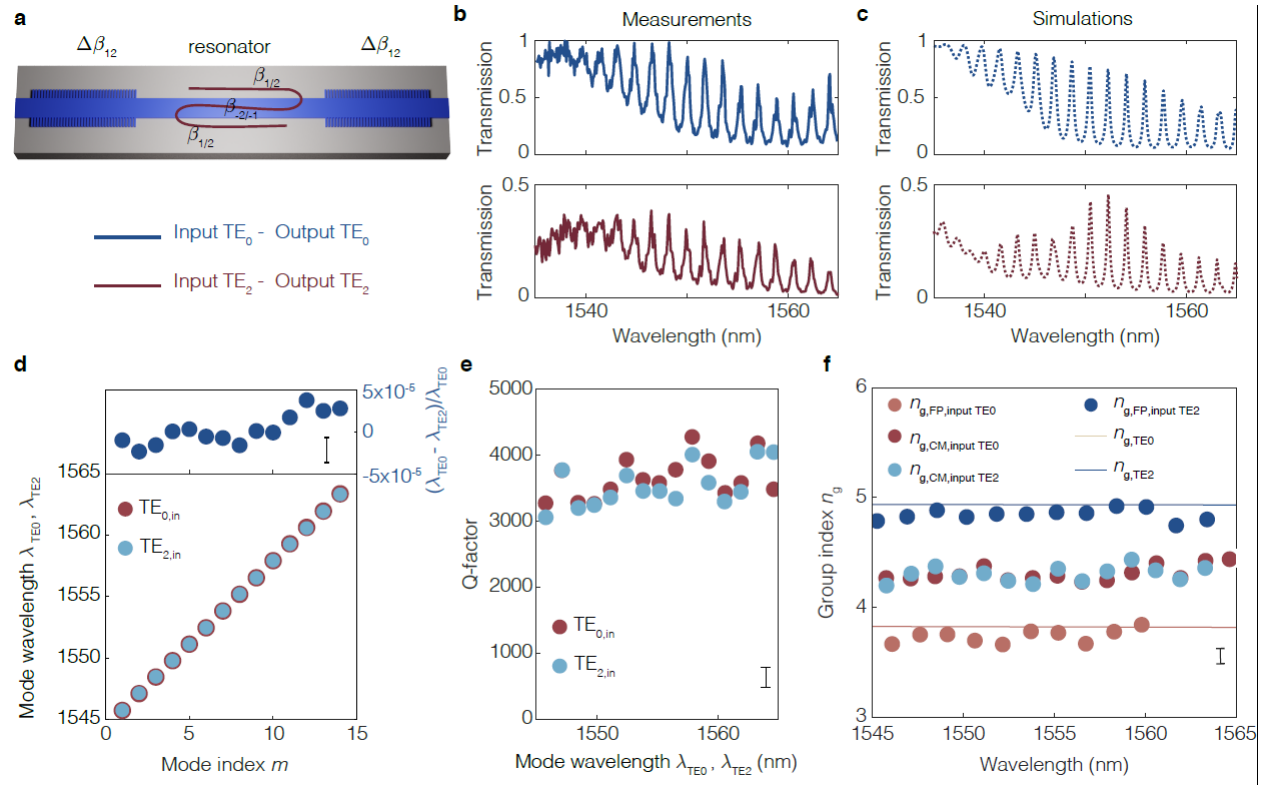 a
Δβ₁₂ resonator Δβ₁₂
β₁/₂
β₋₂/₋₁
β₁/₂
Input TE₀ - Output TE₀
Input TE₂ - Output TE₂
b
Measurements
Transmission
1
0.5
0
Transmission
0.5
0
1540 1560
Wavelength (nm)
c
Simulations
Transmission
1
0.5
0
Transmission
0.5
0
1540 1560
Wavelength (nm)
d
5x10⁻⁵
0
-5x10⁻⁵
(λTE0 - λTE2)/λTE0
Mode wavelength λTE0 , λTE2
1565
1560
1555
1550
1545
TE₀,in
TE₂,in
0 5 10 15
Mode index m
e
Q-factor
5000
4000
3000
2000
1000
0
TE₀,in
TE₂,in
1550 1560
Mode wavelength λTE0 , λTE2 (nm)
f
Group index ng
6
5
4
3
ng,FP,input TE0
ng,CM,input TE0
ng,CM,input TE2
ng,FP,input TE2
ng,TE0
ng,TE2
1545 1550 1555 1560 1565
Wavelength (nm)